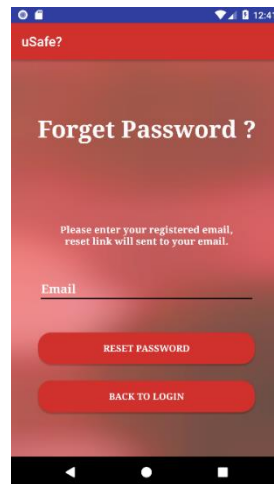 12:41
uSafe?
Forget Password ?
Please enter your registered email,
reset link will sent to your email.
Email
RESET PASSWORD
BACK TO LOGIN